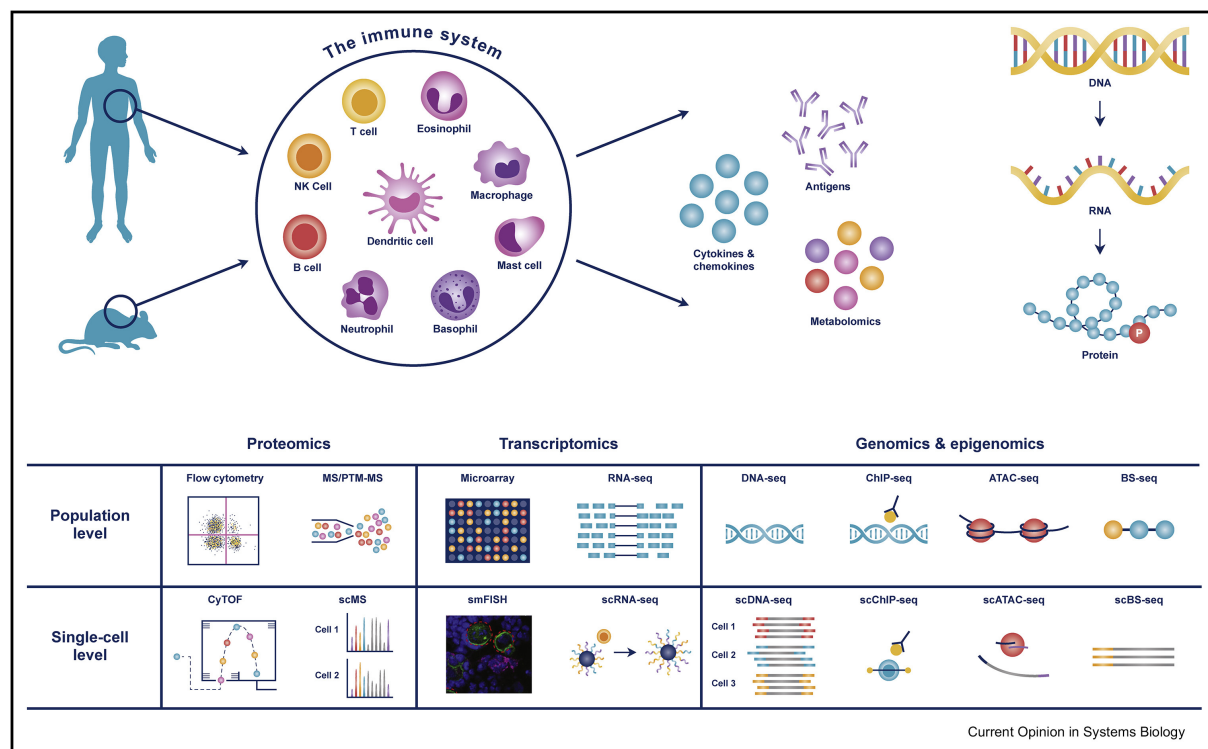 The immune system
T cell
Eosinophil
NK Cell
Macrophage
Dendritic cell
B cell
Mast cell
Neutrophil
Basophil
Antigens
Cytokines &
chemokines
Metabolomics
DNA
RNA
P
Protein
Proteomics
Transcriptomics
Genomics & epigenomics
Population
level
Flow cytometry
MS/PTM-MS
Microarray
RNA-seq
DNA-seq
ChIP-seq
ATAC-seq
BS-seq
Single-cell
level
CyTOF
scMS
Cell 1
Cell 2
smFISH
scRNA-seq
scDNA-seq
Cell 1
Cell 2
Cell 3
scChIP-seq
scATAC-seq
scBS-seq
Current Opinion in Systems Biology